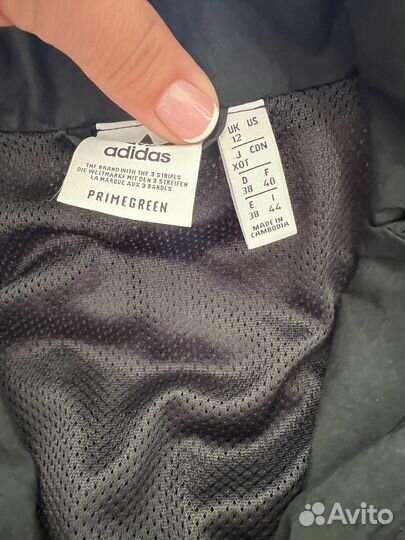 adidas
THE BRAND WITH THE 3 STRIPES
DIE WELTMARKE MIT DEN 3 STREIFEN
LA MARQUE AUX 3 BANDES
PRIMEGREEN
UK US
12
J CDN
XOT
D F
38 40
E I
38 44
MADE IN
CAMBODIA
Avito